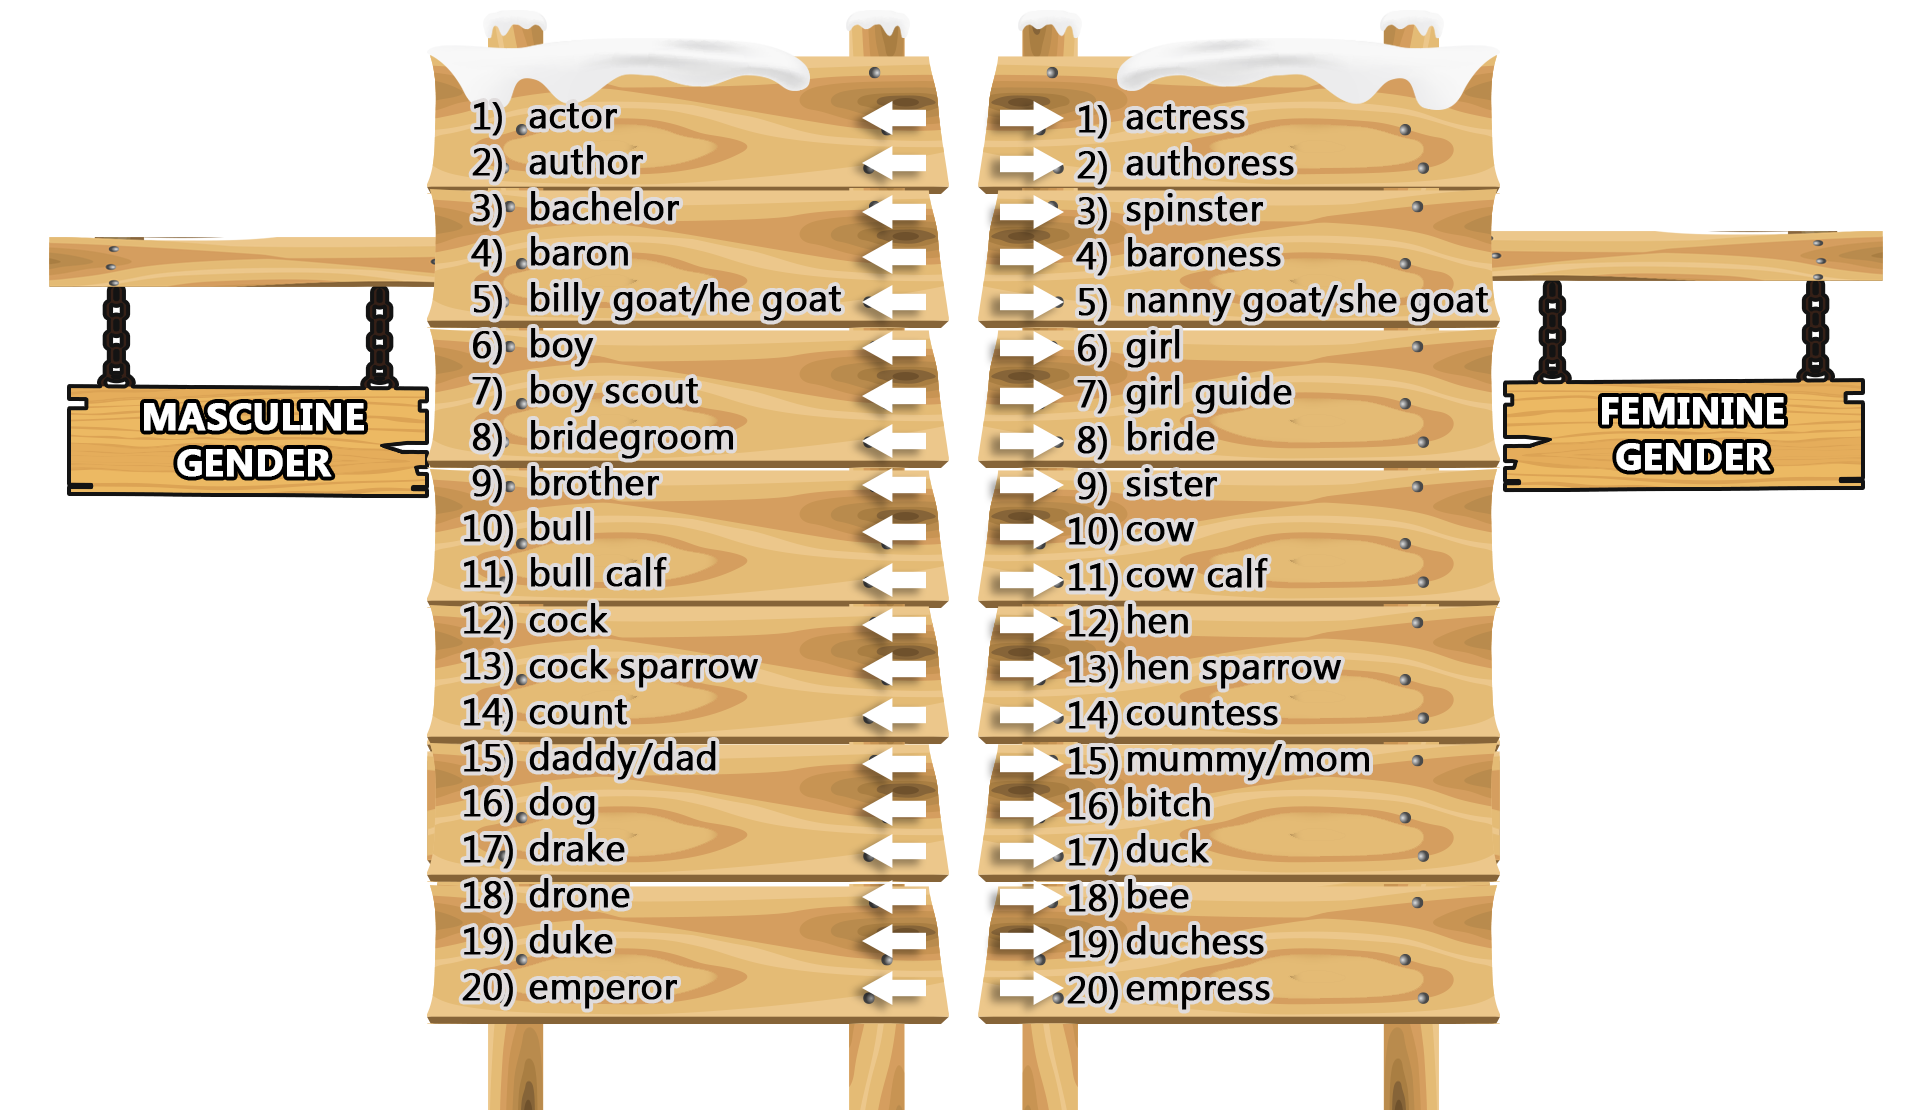 MASCULINE
GENDER
1) actor
2) author
3) bachelor
4) baron
5) billy goat/he goat
6) boy
7) boy scout
8) bridegroom
9) brother
10) bull
11) bull calf
12) cock
13) cock sparrow
14) count
15) daddy/dad
16) dog
17) drake
18) drone
19) duke
20) emperor
1) actress
2) authoress
3) spinster
4) baroness
5) nanny goat/she goat
6) girl
7) girl guide
8) bride
9) sister
10) cow
11) cow calf
12) hen
13) hen sparrow
14) countess
15) mummy/mom
16) bitch
17) duck
18) bee
19) duchess
20) empress
FEMININE
GENDER